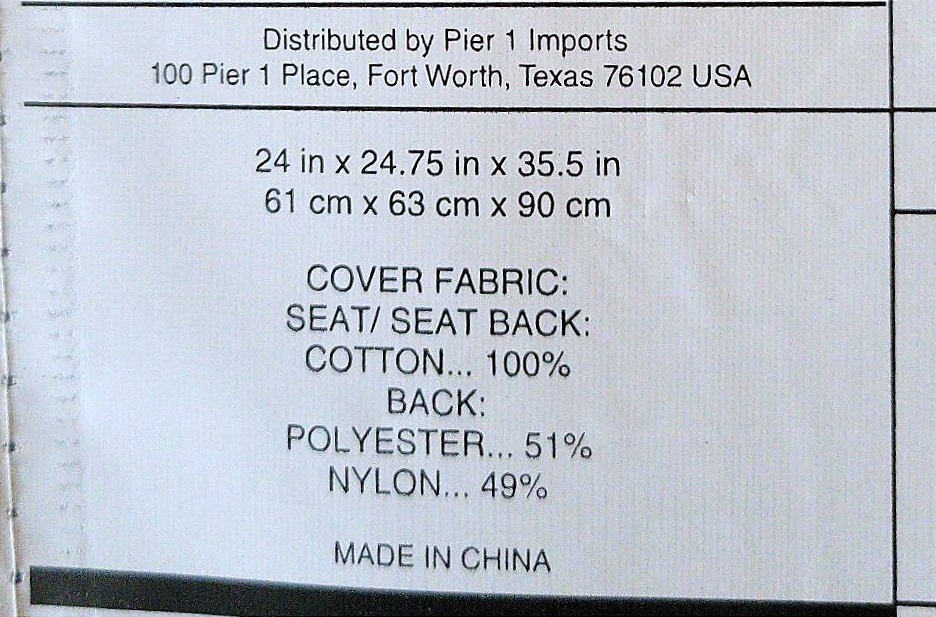 Distributed by Pier 1 Imports
100 Pier 1 Place, Fort Worth, Texas 76102 USA
24 in x 24.75 in x 35.5 in
61 cm x 63 cm x 90 cm
COVER FABRIC:
SEAT/ SEAT BACK:
COTTON... 100%
BACK:
POLYESTER... 51%
NYLON... 49%
MADE IN CHINA